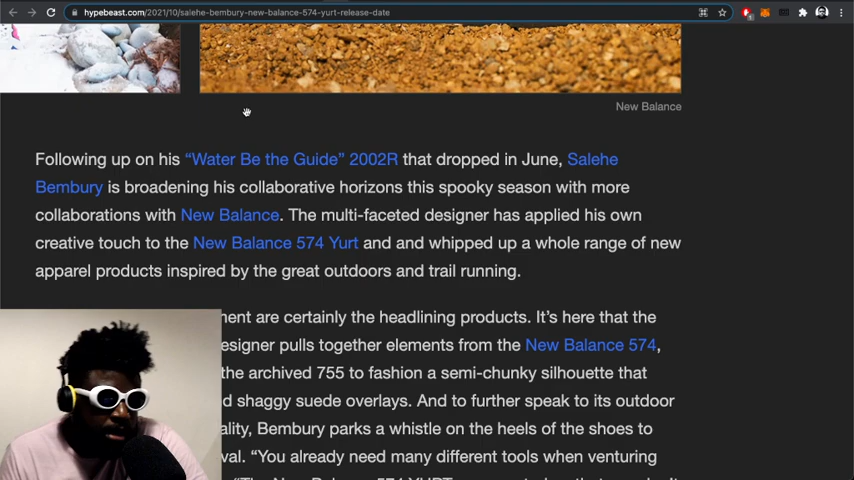 hypebeast.com/2021/10/salehe-bembury-new-balance-574-yurt-release-date
New Balance
Following up on his “Water Be the Guide” 2002R that dropped in June, Salehe
Bembury is broadening his collaborative horizons this spooky season with more
collaborations with New Balance. The multi-faceted designer has applied his own
creative touch to the New Balance 574 Yurt and and whipped up a whole range of new
apparel products inspired by the great outdoors and trail running.
nent are certainly the headlining products. It’s here that the
esigner pulls together elements from the New Balance 574,
the archived 755 to fashion a semi-chunky silhouette that
d shaggy suede overlays. And to further speak to its outdoor
ality, Bembury parks a whistle on the heels of the shoes to
val. “You already need many different tools when venturing